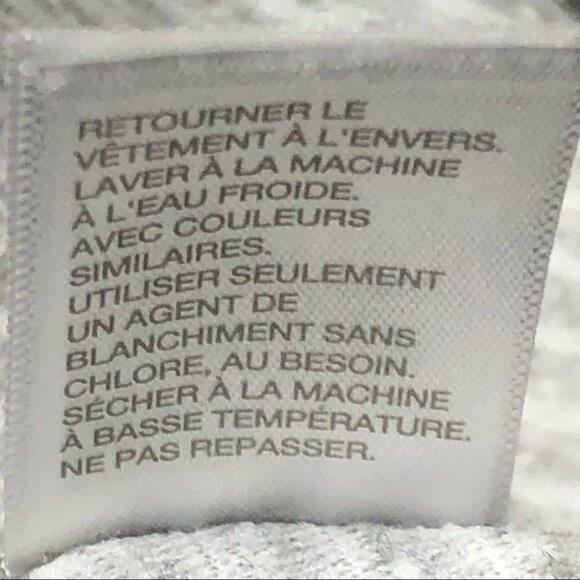 RETOURNER LE
VÊTEMENT À L'ENVERS.
LAVER À LA MACHINE
À L'EAU FROIDE.
AVEC COULEURS
SIMILAIRES.
UTILISER SEULEMENT
UN AGENT DE
BLANCHIMENT SANS
CHLORE, AU BESOIN.
SÉCHER À LA MACHINE
À BASSE TEMPÉRATURE.
NE PAS REPASSER.